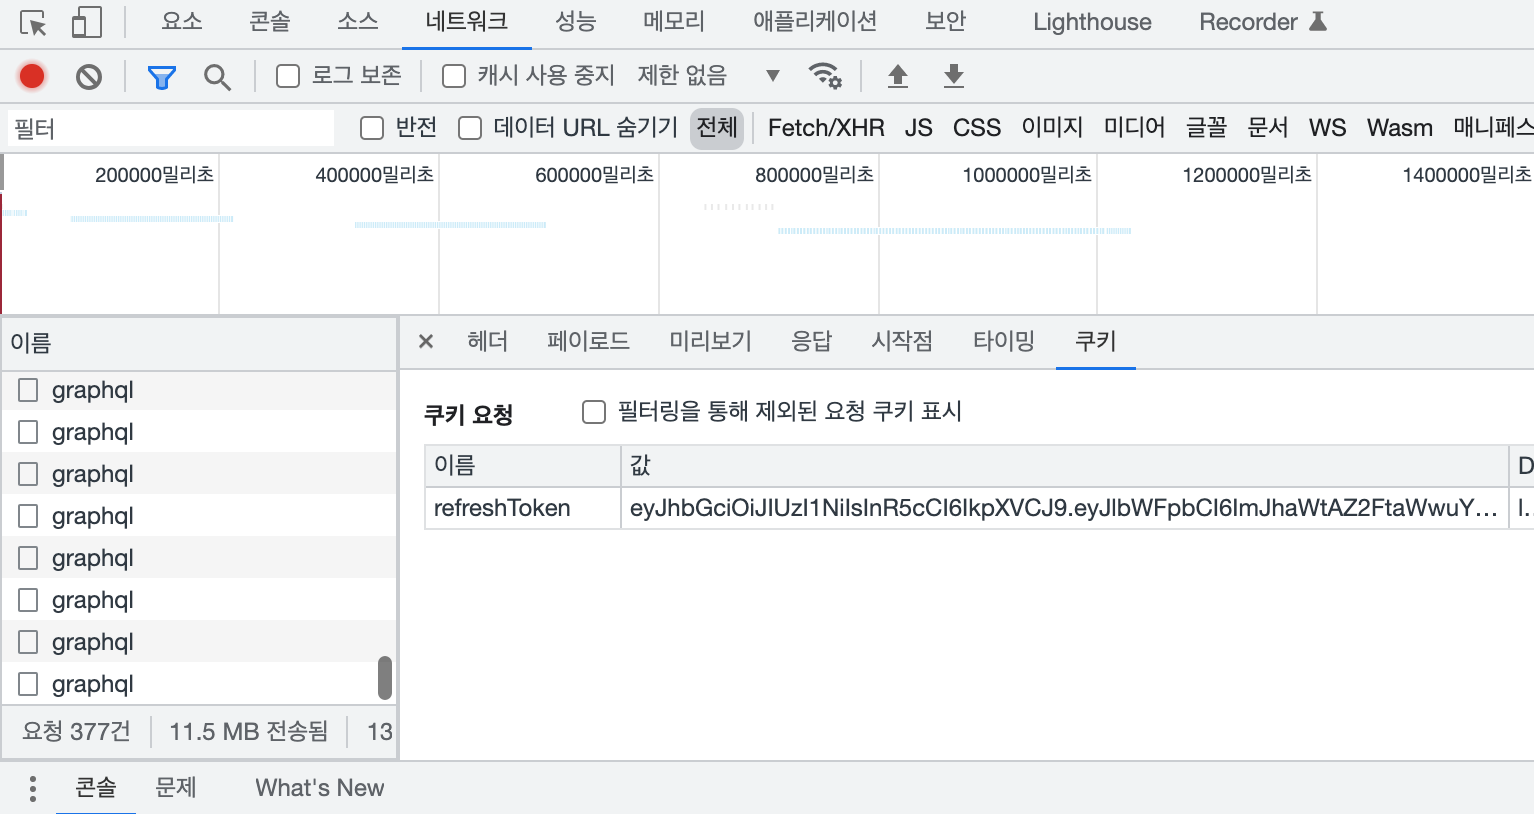 요소 콘솔 소스 네트워크 성능 메모리 애플리케이션 보안 Lighthouse Recorder
로그 보존 캐시 사용 중지 제한 없음
필터 반전 데이터 URL 숨기기 전체 Fetch/XHR JS CSS 이미지 미디어 글꼴 문서 WS Wasm 매니페스
200000밀리초 400000밀리초 600000밀리초 800000밀리초 1000000밀리초 1200000밀리초 1400000밀리초
이름
헤더 페이로드 미리보기 응답 시작점 타이밍 쿠키
graphql
graphql
graphql
graphql
graphql
graphql
graphql
graphql
쿠키 요청 필터링을 통해 제외된 요청 쿠키 표시
이름 값 D
refreshToken eyJhbGciOiJIUzI1NiIsInR5cCI6IkpXVCJ9.eyJlbWFpbCI6ImJhaWtAZ2FtaWwuY... l..
요청 377건 11.5 MB 전송됨 13
콘솔 문제 What's New